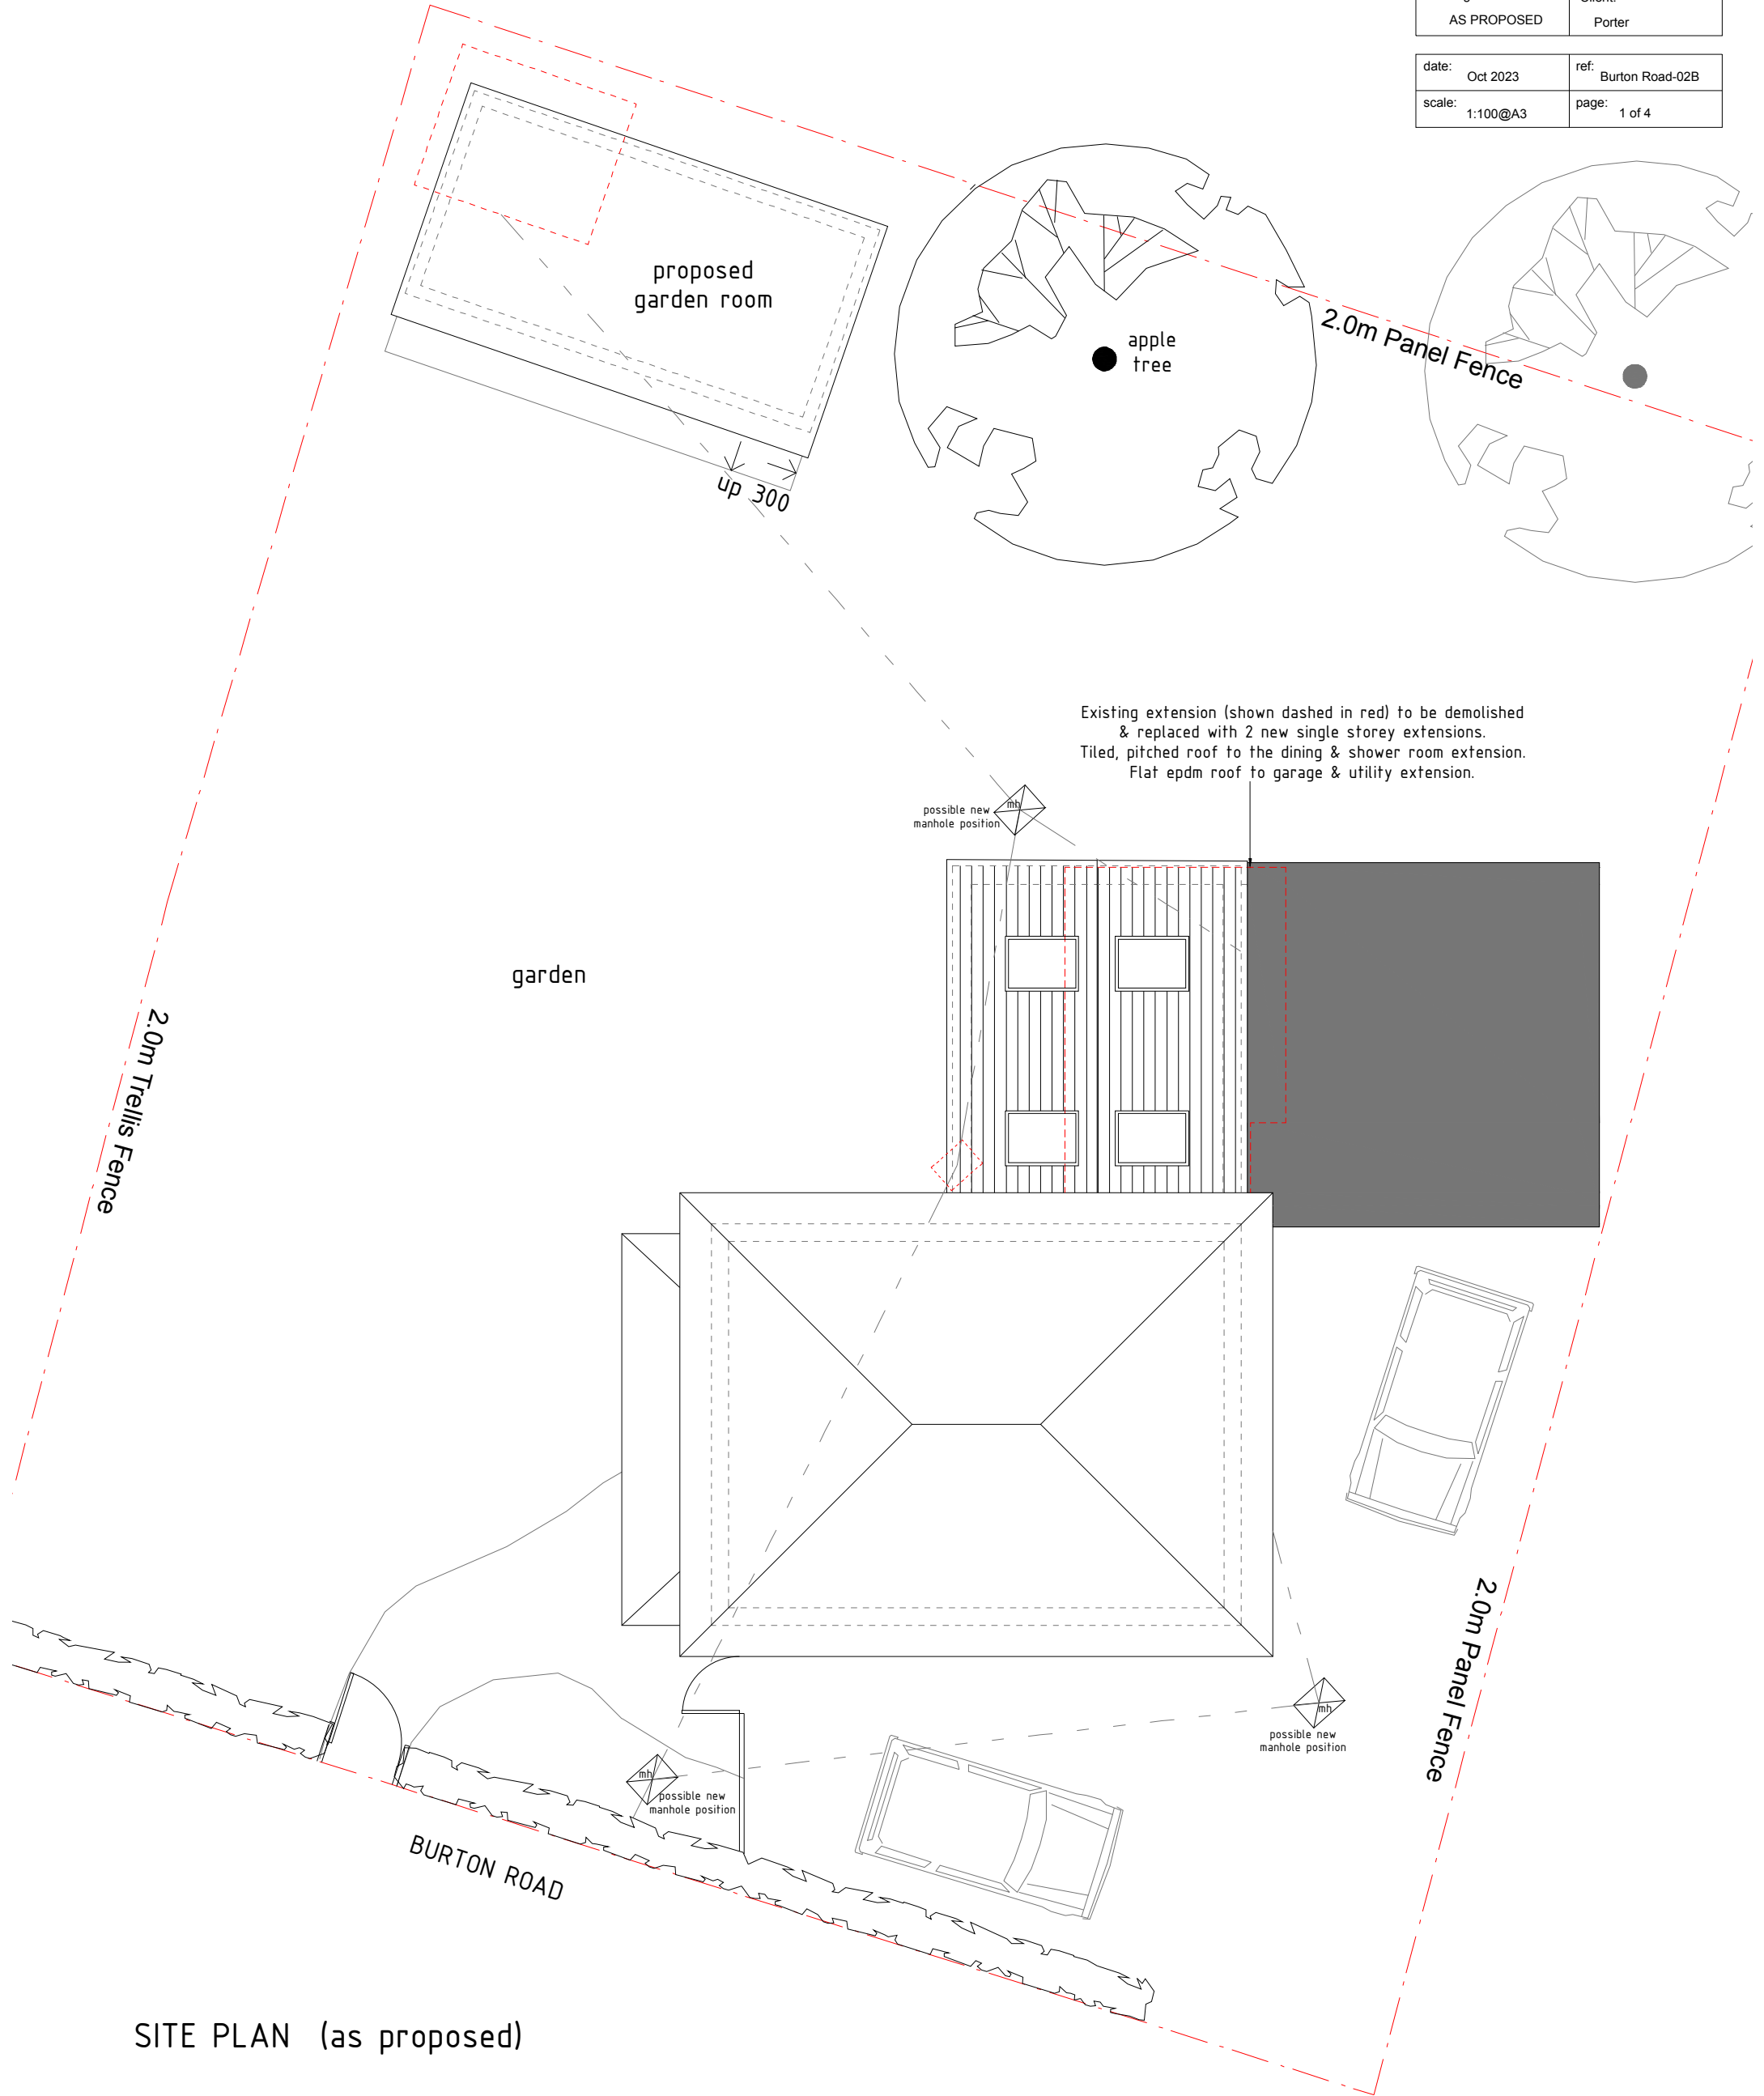 AS PROPOSED
Client:
Porter
date: Oct 2023
ref: Burton Road-02B
scale: 1:100@A3
page: 1 of 4
proposed
garden room
apple
tree
2.0m Panel Fence
up 300
Existing extension (shown dashed in red) to be demolished
& replaced with 2 new single storey extensions.
Tiled, pitched roof to the dining & shower room extension.
Flat epdm roof to garage & utility extension.
mh
possible new
manhole position
garden
2.0m Trellis Fence
2.0m Panel Fence
mh
possible new
manhole position
mh
possible new
manhole position
BURTON ROAD
SITE PLAN (as proposed)